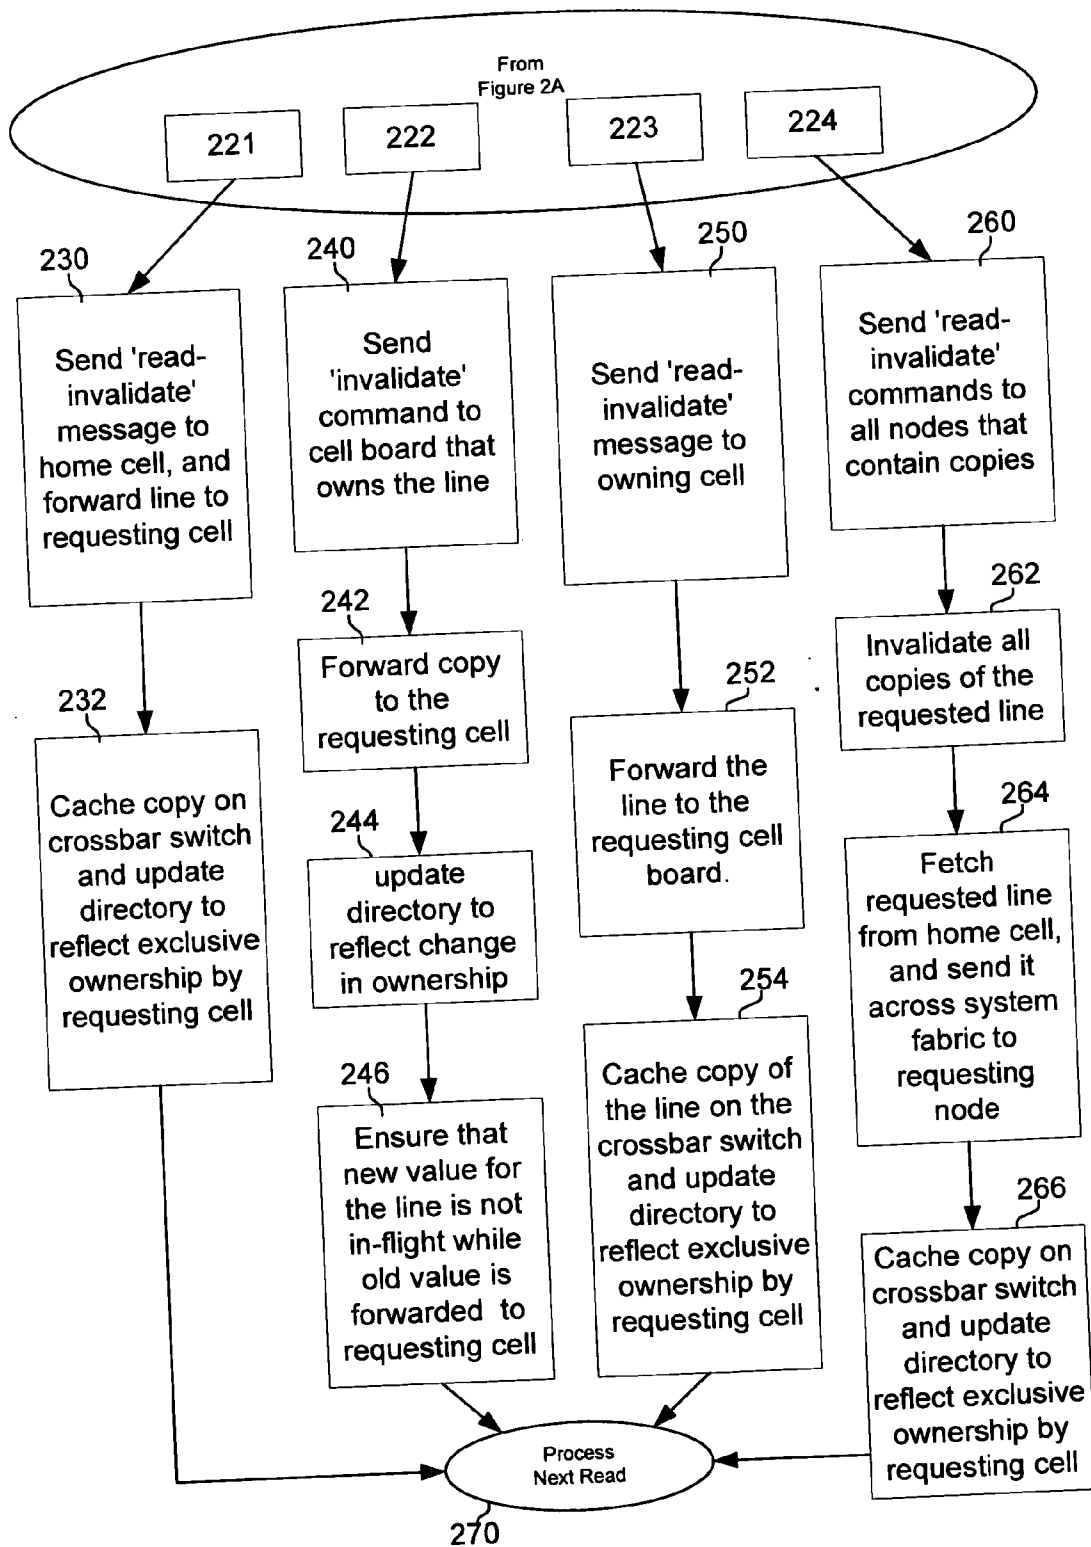 From
Figure 2A
221
222
223
224
230
Send 'read-
invalidate'
message to
home cell, and
forward line to
requesting cell
232
Cache copy on
crossbar switch
and update
directory to
reflect exclusive
ownership by
requesting cell
240
Send
'invalidate'
command to
cell board that
owns the line
242
Forward copy
to the
requesting cell
244
update
directory to
reflect change
in ownership
246
Ensure that
new value for
the line is not
in-flight while
old value is
forwarded to
requesting cell
250
Send 'read-
invalidate'
message to
owning cell
252
Forward the
line to the
requesting cell
board.
254
Cache copy of
the line on the
crossbar switch
and update
directory to
reflect exclusive
ownership by
requesting cell
260
Send 'read-
invalidate'
commands to
all nodes that
contain copies
262
Invalidate all
copies of the
requested line
264
Fetch
requested line
from home cell,
and send it
across system
fabric to
requesting
node
266
Cache copy on
crossbar switch
and update
directory to
reflect exclusive
ownership by
requesting cell
Process
Next Read
270